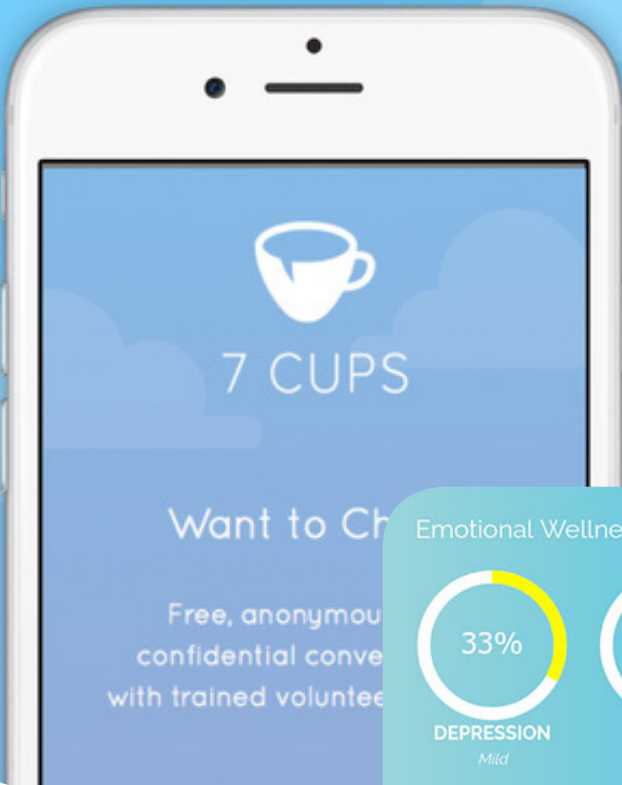 7 CUPS
Want to Ch
Free, anonymou
confidential conve
with trained voluntee
Emotional Wellne
33%
DEPRESSION
Mild